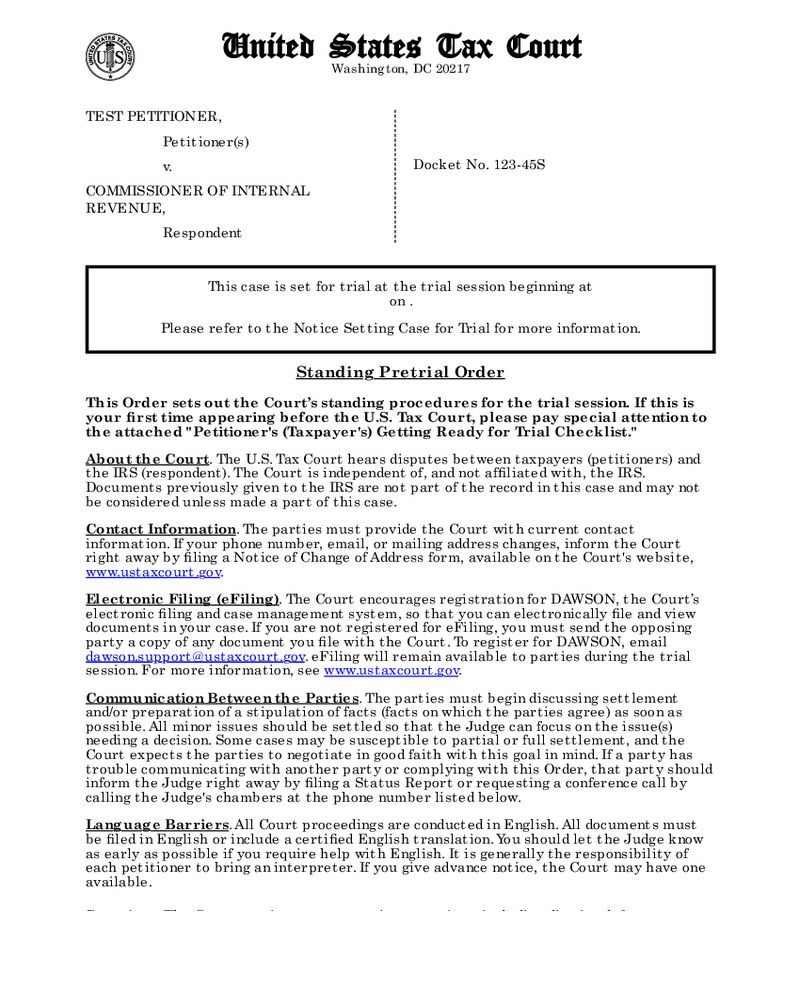 United States Tax Court
Washington, DC 20217
TEST PETITIONER,
Petitioner(s)
v.
Docket No. 123-45S
COMMISSIONER OF INTERNAL
REVENUE,
Respondent
This case is set for trial at the trial session beginning at
on .
Please refer to the Notice Setting Case for Trial for more information.
Standing Pretrial Order
This Order sets out the Court's standing procedures for the trial session. If this is
your first time appearing before the U.S. Tax Court, please pay special attention to
the attached "Petitioner's (Taxpayer's) Getting Ready for Trial Checklist."
About the Court. The U.S. Tax Court hears disputes between taxpayers (petitioners) and
the IRS (respondent). The Court is independent of, and not affiliated with, the IRS.
Documents previously given to the IRS are not part of the record in this case and may not
be considered unless made a part of this case.
Contact Information. The parties must provide the Court with current contact
information. If your phone number, email, or mailing address changes, inform the Court
right away by filing a Notice of Change of Address form, available on the Court's website,
www.ustaxcourt.gov.
Electronic Filing (eFiling). The Court encourages registration for DAWSON, the Court's
electronic filing and case management system, so that you can electronically file and view
documents in your case. If you are not registered for eFiling, you must send the opposing
party a copy of any document you file with the Court. To register for DAWSON, email
dawson.support@ustaxcourt.gov. eFiling will remain available to parties during the trial
session. For more information, see www.ustaxcourt.gov.
Communication Between the Parties. The parties must begin discussing settlement
and/or preparation of a stipulation of facts (facts on which the parties agree) as soon as
possible. All minor issues should be settled so that the Judge can focus on the issue(s)
needing a decision. Some cases may be susceptible to partial or full settlement, and the
Court expects the parties to negotiate in good faith with this goal in mind. If a party has
trouble communicating with another party or complying with this Order, that party should
inform the Judge right away by filing a Status Report or requesting a conference call by
calling the Judge's chambers at the phone number listed below.
Language Barriers. All Court proceedings are conducted in English. All documents must
be filed in English or include a certified English translation. You should let the Judge know
as early as possible if you require help with English. It is generally the responsibility of
each petitioner to bring an interpreter. If you give advance notice, the Court may have one
available.